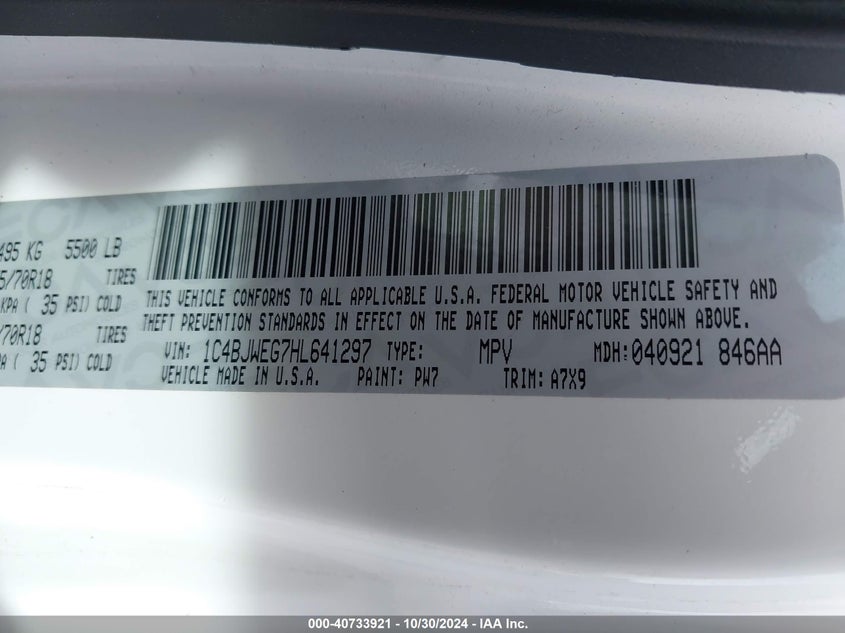 495 KG 5500 LB
5/70R18 TIRES
KPA ( 35 PSI) COLD
/70R18 TIRES
PA ( 35 PSI) COLD
THIS VEHICLE CONFORMS TO ALL APPLICABLE U.S.A. FEDERAL MOTOR VEHICLE SAFETY AND
THEFT PREVENTION STANDARDS IN EFFECT ON THE DATE OF MANUFACTURE SHOWN ABOVE.
VIN: 1C4BJWEG7HL641297 TYPE: MPV MDH:040921 846AA
VEHICLE MADE IN U.S.A. PAINT: PW7 TRIM: A7X9
000-40733921 - 10/30/2024 - IAA Inc.